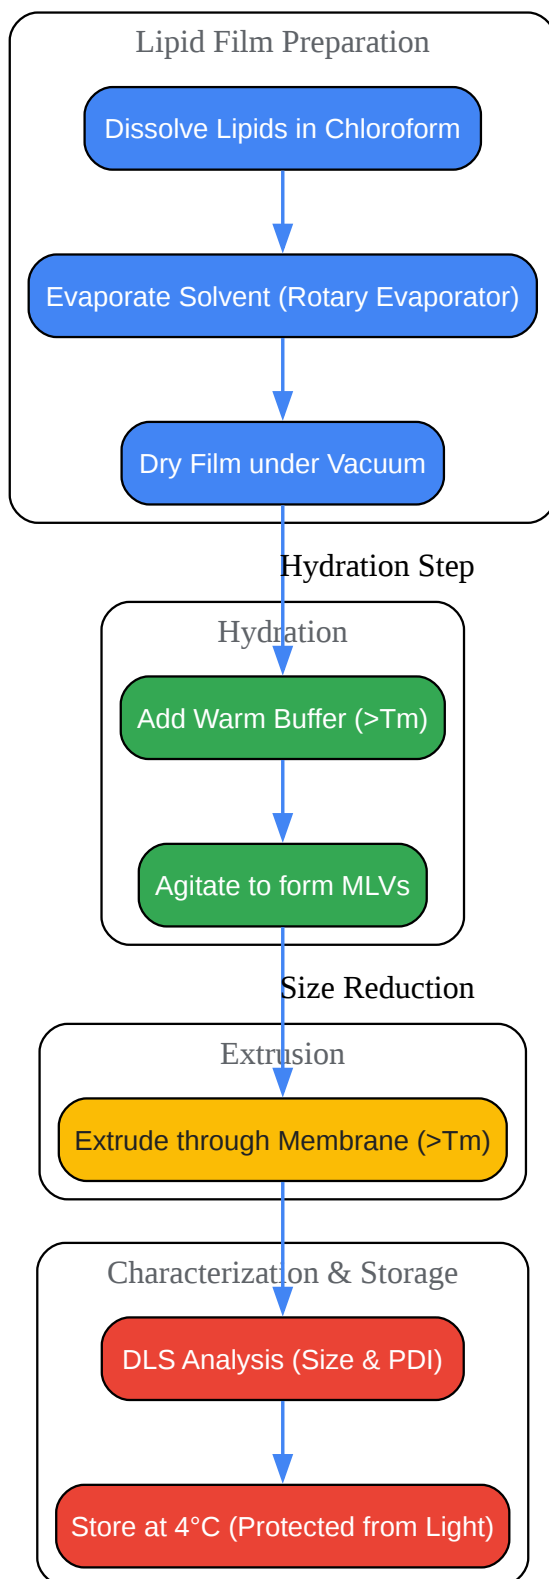 Lipid Film Preparation
Dissolve Lipids in Chloroform
Evaporate Solvent (Rotary Evaporator)
Dry Film under Vacuum
Hydration Step
Hydration
Add Warm Buffer (>Tm)
Agitate to form MLVs
Size Reduction
Extrusion
Extrude through Membrane (>Tm)
Characterization & Storage
DLS Analysis (Size & PDI)
Store at 4°C (Protected from Light)